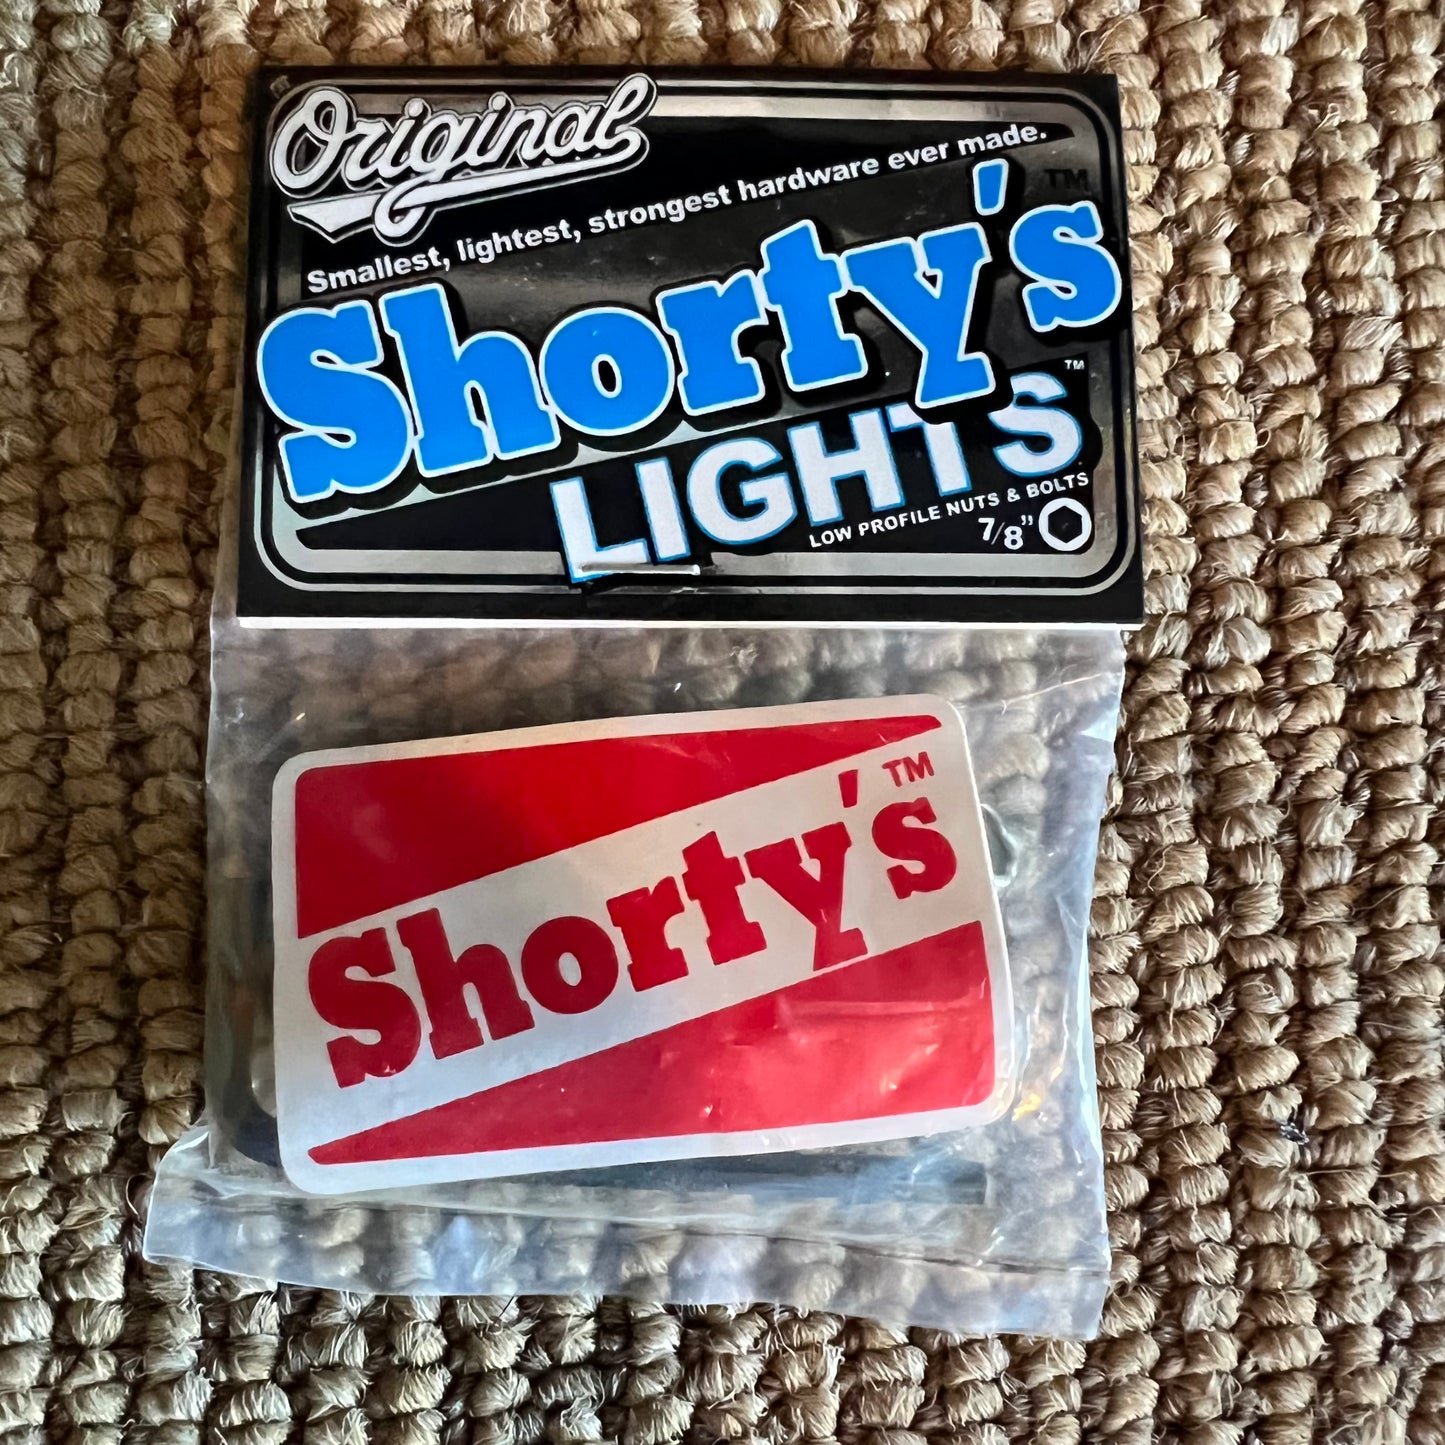 Original
Smallest, lightest, strongest hardware ever made.
Shorty's™
LIGHTS™
LOW PROFILE NUTS & BOLTS
7/8”
Shorty's™